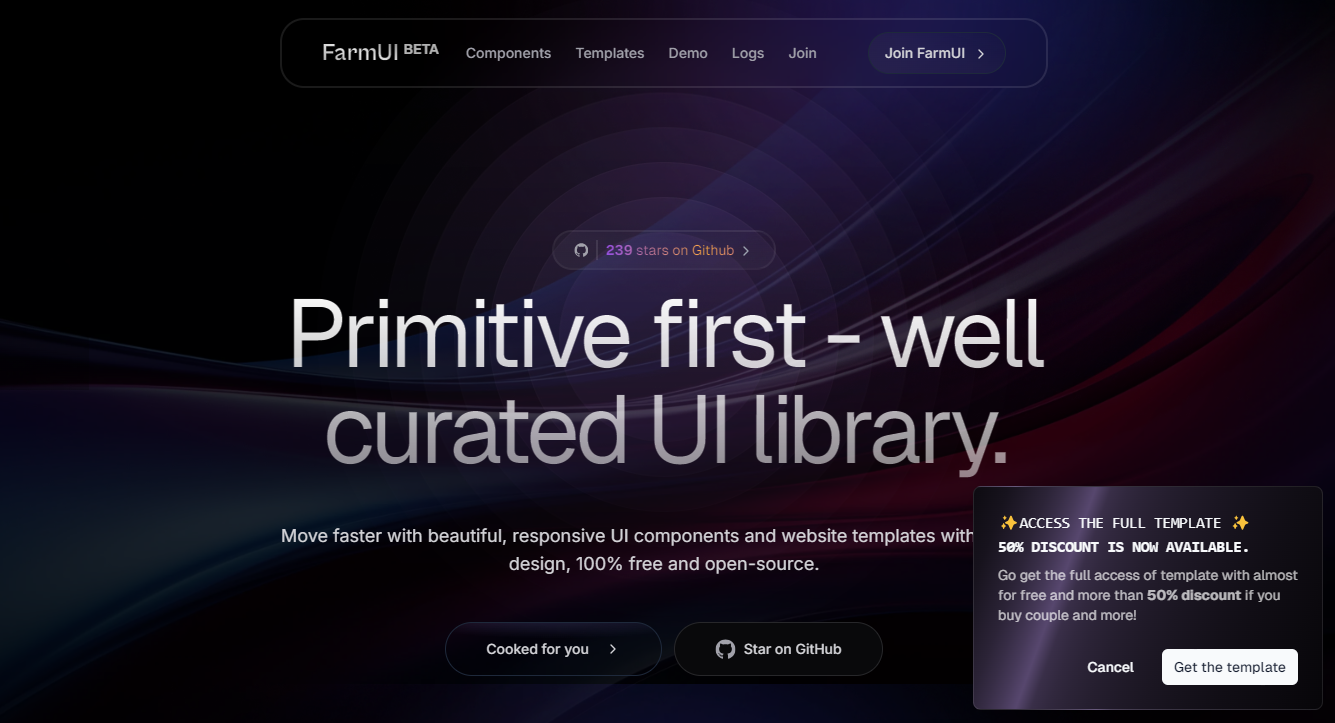 FarmUI BETA
Components
Templates
Demo
Logs
Join
Join FarmUI
239 stars on Github
Primitive first - well
curated UI library.
Move faster with beautiful, responsive UI components and website templates with
design, 100% free and open-source.
Cooked for you
Star on GitHub
✨ACCESS THE FULL TEMPLATE ✨
50% DISCOUNT IS NOW AVAILABLE.
Go get the full access of template with almost
for free and more than 50% discount if you
buy couple and more!
Cancel
Get the template